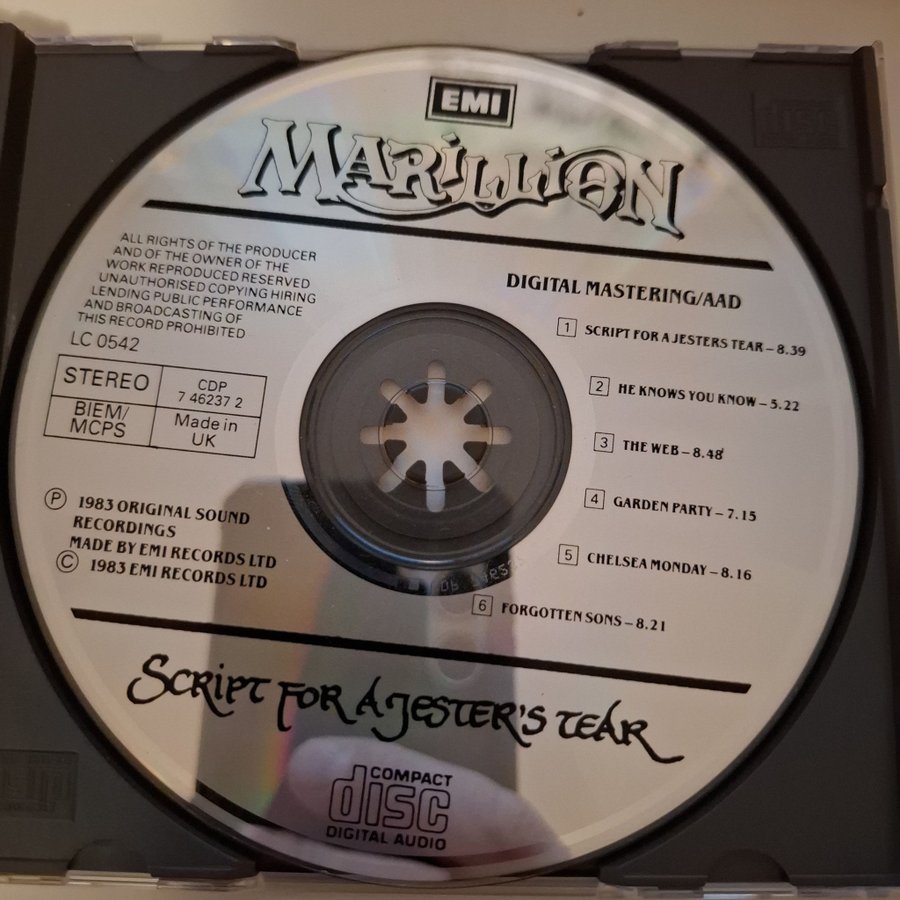 EMI
MARILLION
ALL RIGHTS OF THE PRODUCER
AND OF THE OWNER OF THE
WORK REPRODUCED RESERVED
UNAUTHORISED COPYING HIRING
LENDING PUBLIC PERFORMANCE
AND BROADCASTING OF
THIS RECORD PROHIBITED
LC 0542
STEREO
CDP
7 46237 2
BIEM/
MCPS
Made in
UK
Ⓟ 1983 ORIGINAL SOUND
RECORDINGS
MADE BY EMI RECORDS LTD
© 1983 EMI RECORDS LTD
DIGITAL MASTERING/AAD
1 SCRIPT FOR A JESTERS TEAR – 8.39
2 HE KNOWS YOU KNOW – 5.22
3 THE WEB – 8.48
4 GARDEN PARTY – 7.15
5 CHELSEA MONDAY – 8.16
6 FORGOTTEN SONS – 8.21
SCRIPT FOR A JESTER'S TEAR
COMPACT
disc
DIGITAL AUDIO